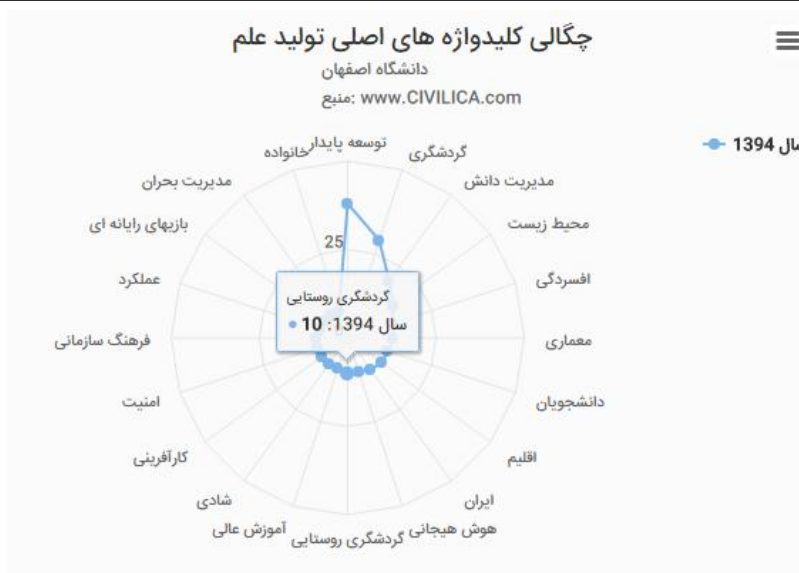 چگالی کلیدواژه های اصلی تولید علم
دانشگاه اصفهان
منبع: www.CIVILICA.com
سال 1394
توسعه پایدار
گردشگری
مدیریت دانش
محیط زیست
افسردگی
معماری
دانشجویان
اقلیم
ایران
هوش هیجانی
گردشگری روستایی
آموزش عالی
شادی
کارآفرینی
امنیت
فرهنگ سازمانی
عملکرد
بازیهای رایانه ای
مدیریت بحران
خانواده
25
گردشگری روستایی
سال 1394: 10